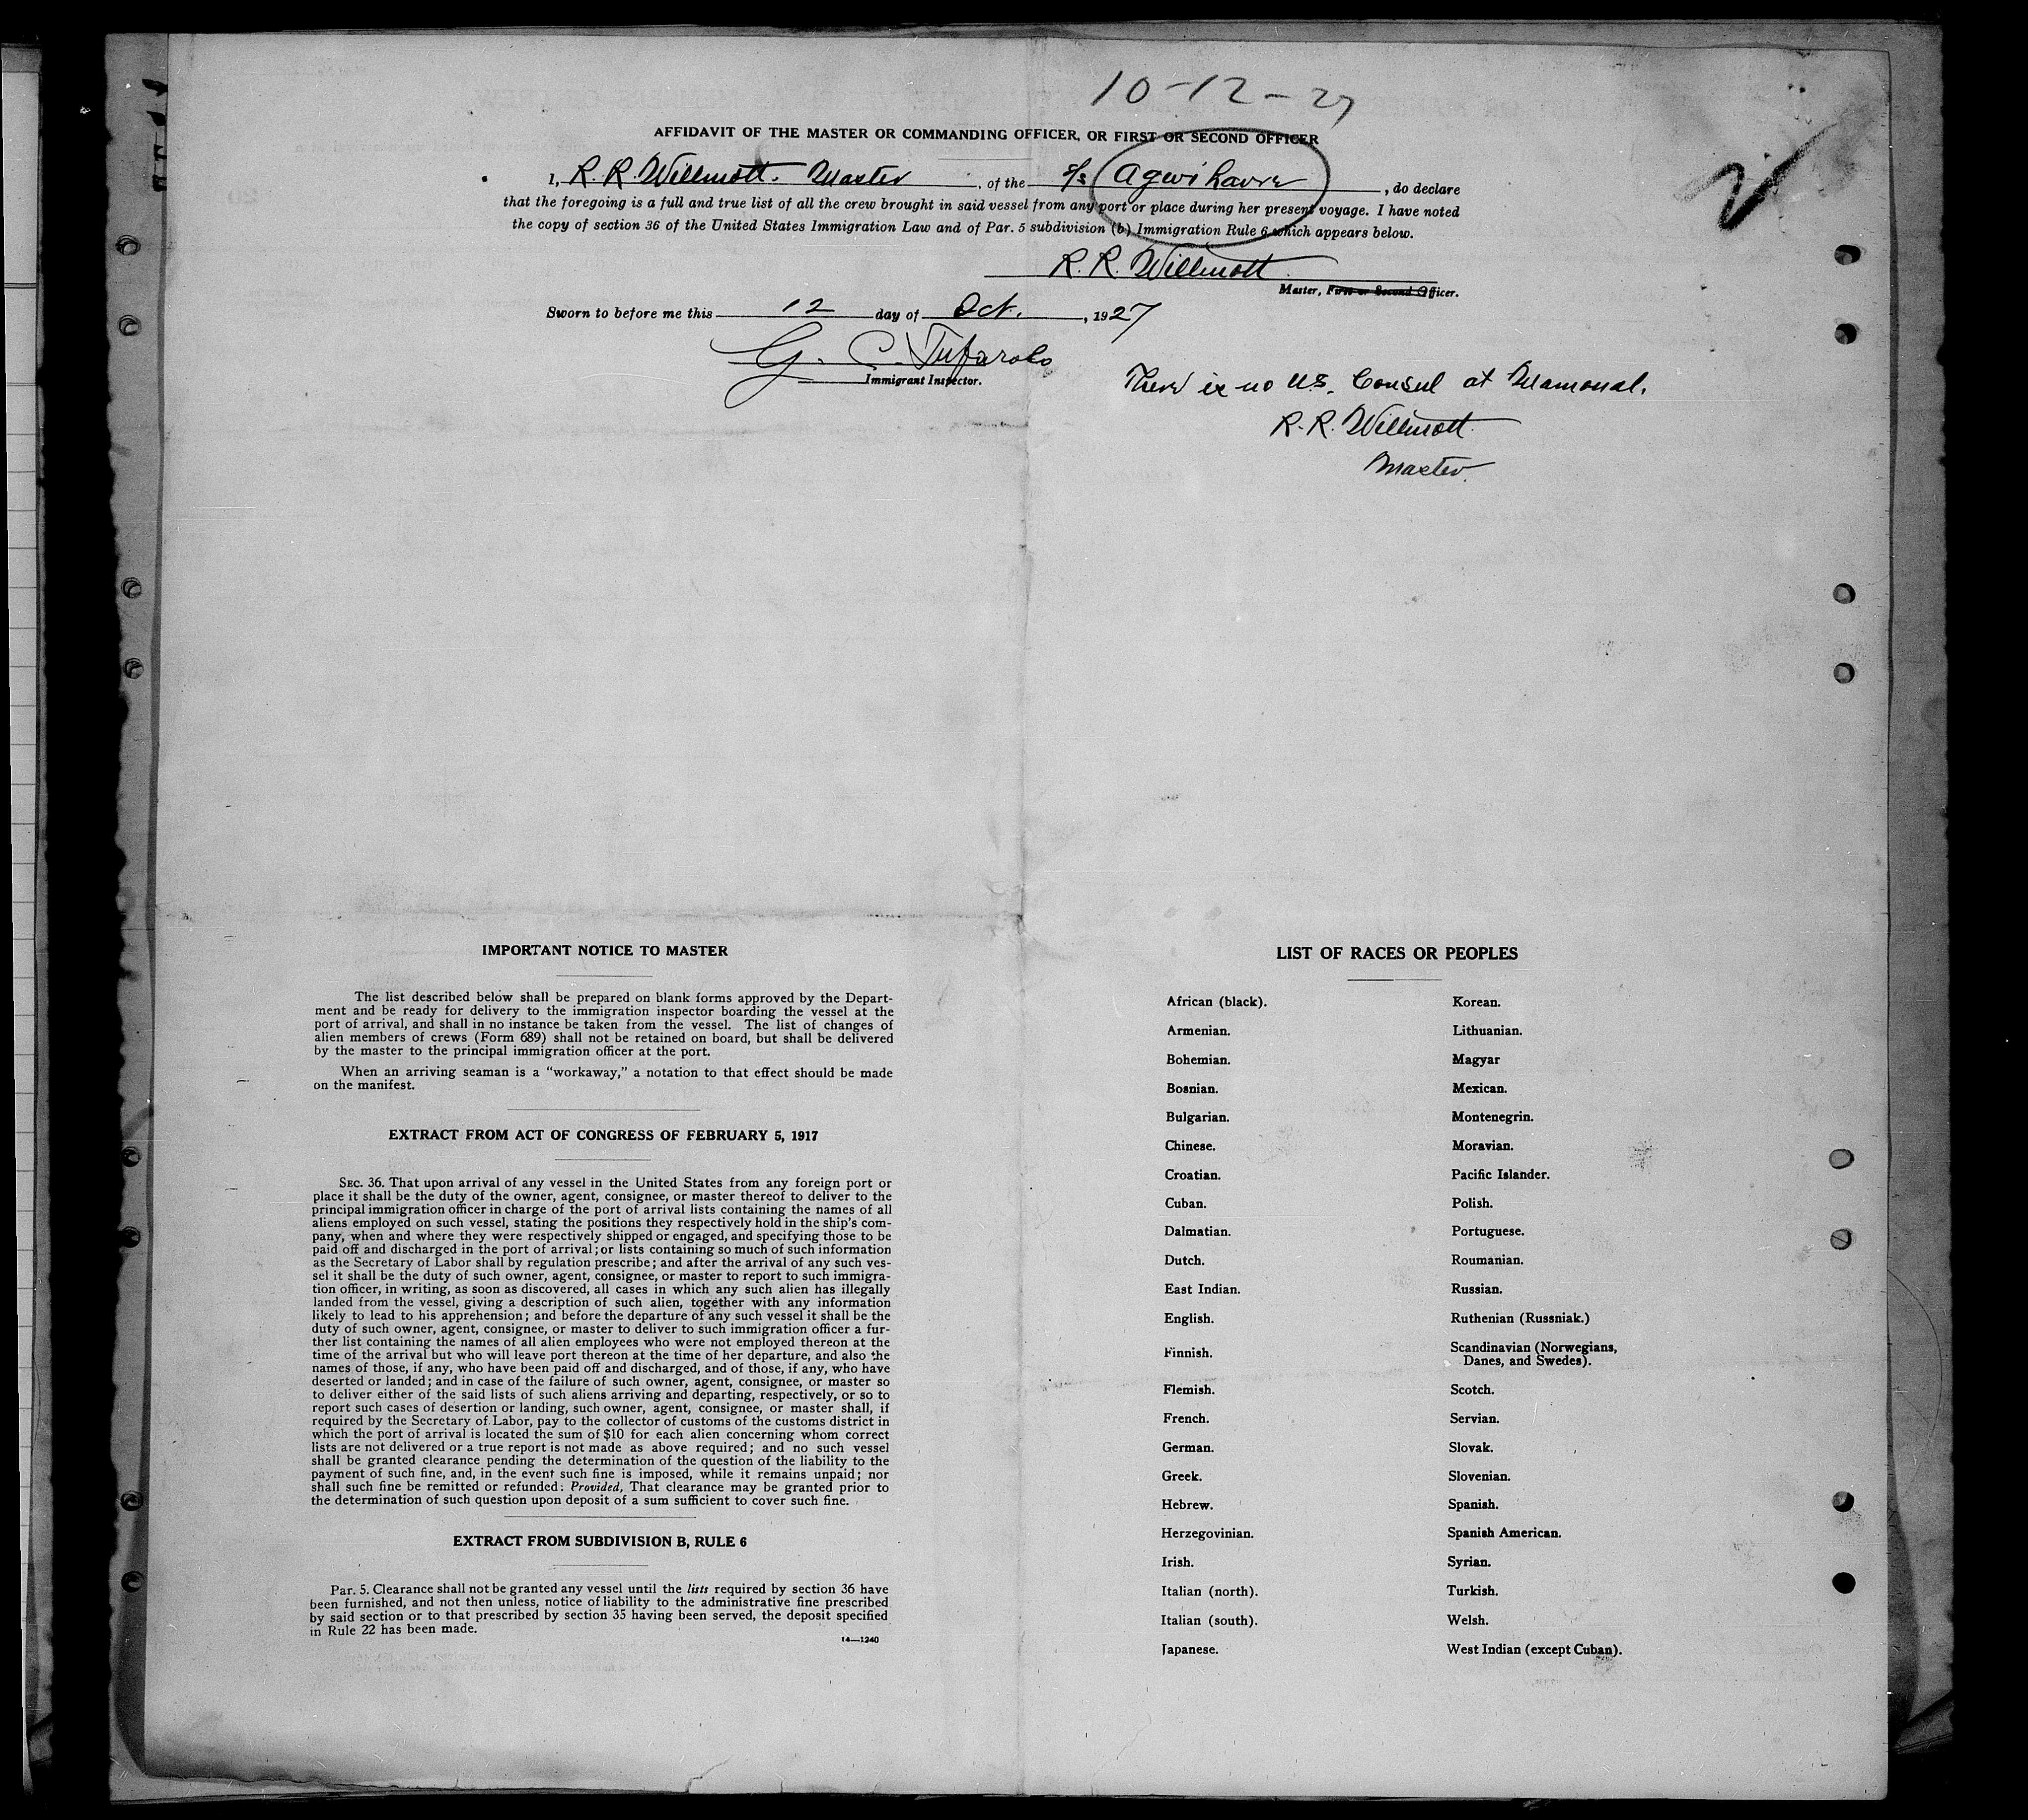 10-12-27
AFFIDAVIT OF THE MASTER OR COMMANDING OFFICER, OR FIRST OR SECOND OFFICER
I, R. R. Willmott. Master, of the S/s Agwihavre, do declare
that the foregoing is a full and true list of all the crew brought in said vessel from any port or place during her present voyage. I have noted
the copy of section 36 of the United States Immigration Law and of Par. 5 subdivision (b) Immigration Rule 6 which appears below.
R. R. Willmott
Master, First or Second Officer.
Sworn to before me this 12 day of Oct., 1927
G. C.
Immigrant Inspector.
There is no U.S. Consul at Mamonal.
R. R. Willmott
Master.
IMPORTANT NOTICE TO MASTER
The list described below shall be prepared on blank forms approved by the Depart-
ment and be ready for delivery to the immigration inspector boarding the vessel at the
port of arrival, and shall in no instance be taken from the vessel. The list of changes of
alien members of crews (Form 689) shall not be retained on board, but shall be delivered
by the master to the principal immigration officer at the port.
When an arriving seaman is a "workaway," a notation to that effect should be made
on the manifest.
EXTRACT FROM ACT OF CONGRESS OF FEBRUARY 5, 1917
SEC. 36. That upon arrival of any vessel in the United States from any foreign port or
place it shall be the duty of the owner, agent, consignee, or master thereof to deliver to the
principal immigration officer in charge of the port of arrival lists containing the names of all
aliens employed on such vessel, stating the positions they respectively hold in the ship's com-
pany, when and where they were respectively shipped or engaged, and specifying those to be
paid off and discharged in the port of arrival; or lists containing so much of such information
as the Secretary of Labor shall by regulation prescribe; and after the arrival of any such ves-
sel it shall be the duty of such owner, agent, consignee, or master to report to such immigra-
tion officer, in writing, as soon as discovered, all cases in which any such alien has illegally
landed from the vessel, giving a description of such alien, together with any information
likely to lead to his apprehension; and before the departure of any such vessel it shall be the
duty of such owner, agent, consignee, or master to deliver to such immigration officer a fur-
ther list containing the names of all alien employees who were not employed thereon at the
time of the arrival but who will leave port thereon at the time of her departure, and also the
names of those, if any, who have been paid off and discharged, and of those, if any, who have
deserted or landed; and in case of the failure of such owner, agent, consignee, or master so
to deliver either of the said lists of such aliens arriving and departing, respectively, or so to
report such cases of desertion or landing, such owner, agent, consignee, or master shall, if
required by the Secretary of Labor, pay to the collector of customs of the customs district in
which the port of arrival is located the sum of $10 for each alien concerning whom correct
lists are not delivered or a true report is not made as above required; and no such vessel
shall be granted clearance pending the determination of the question of the liability to the
payment of such fine, and, in the event such fine is imposed, while it remains unpaid; nor
shall such fine be remitted or refunded: Provided, That clearance may be granted prior to
the determination of such question upon deposit of a sum sufficient to cover such fine.
EXTRACT FROM SUBDIVISION B, RULE 6
Par. 5. Clearance shall not be granted any vessel until the lists required by section 36 have
been furnished, and not then unless, notice of liability to the administrative fine prescribed
by said section or to that prescribed by section 35 having been served, the deposit specified
in Rule 22 has been made.
14—1240
LIST OF RACES OR PEOPLES
African (black).
Armenian.
Bohemian.
Bosnian.
Bulgarian.
Chinese.
Croatian.
Cuban.
Dalmatian.
Dutch.
East Indian.
English.
Finnish.
Flemish.
French.
German.
Greek.
Hebrew.
Herzegovinian.
Irish.
Italian (north).
Italian (south).
Japanese.
Korean.
Lithuanian.
Magyar
Mexican.
Montenegrin.
Moravian.
Pacific Islander.
Polish.
Portuguese.
Roumanian.
Russian.
Ruthenian (Russniak.)
Scandinavian (Norwegians,
Danes, and Swedes).
Scotch.
Servian.
Slovak.
Slovenian.
Spanish.
Spanish American.
Syrian.
Turkish.
Welsh.
West Indian (except Cuban).